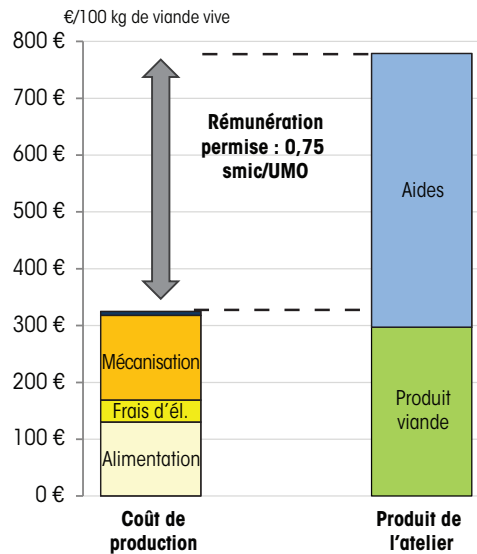 €/100 kg de viande vive
800 €
700 €
600 €
500 €
400 €
300 €
200 €
100 €
0 €
Rémunération
permise : 0,75
smic/UMO
Mécanisation
Frais d'él.
Alimentation
Aides
Produit
viande
Coût de
production
Produit de
l'atelier